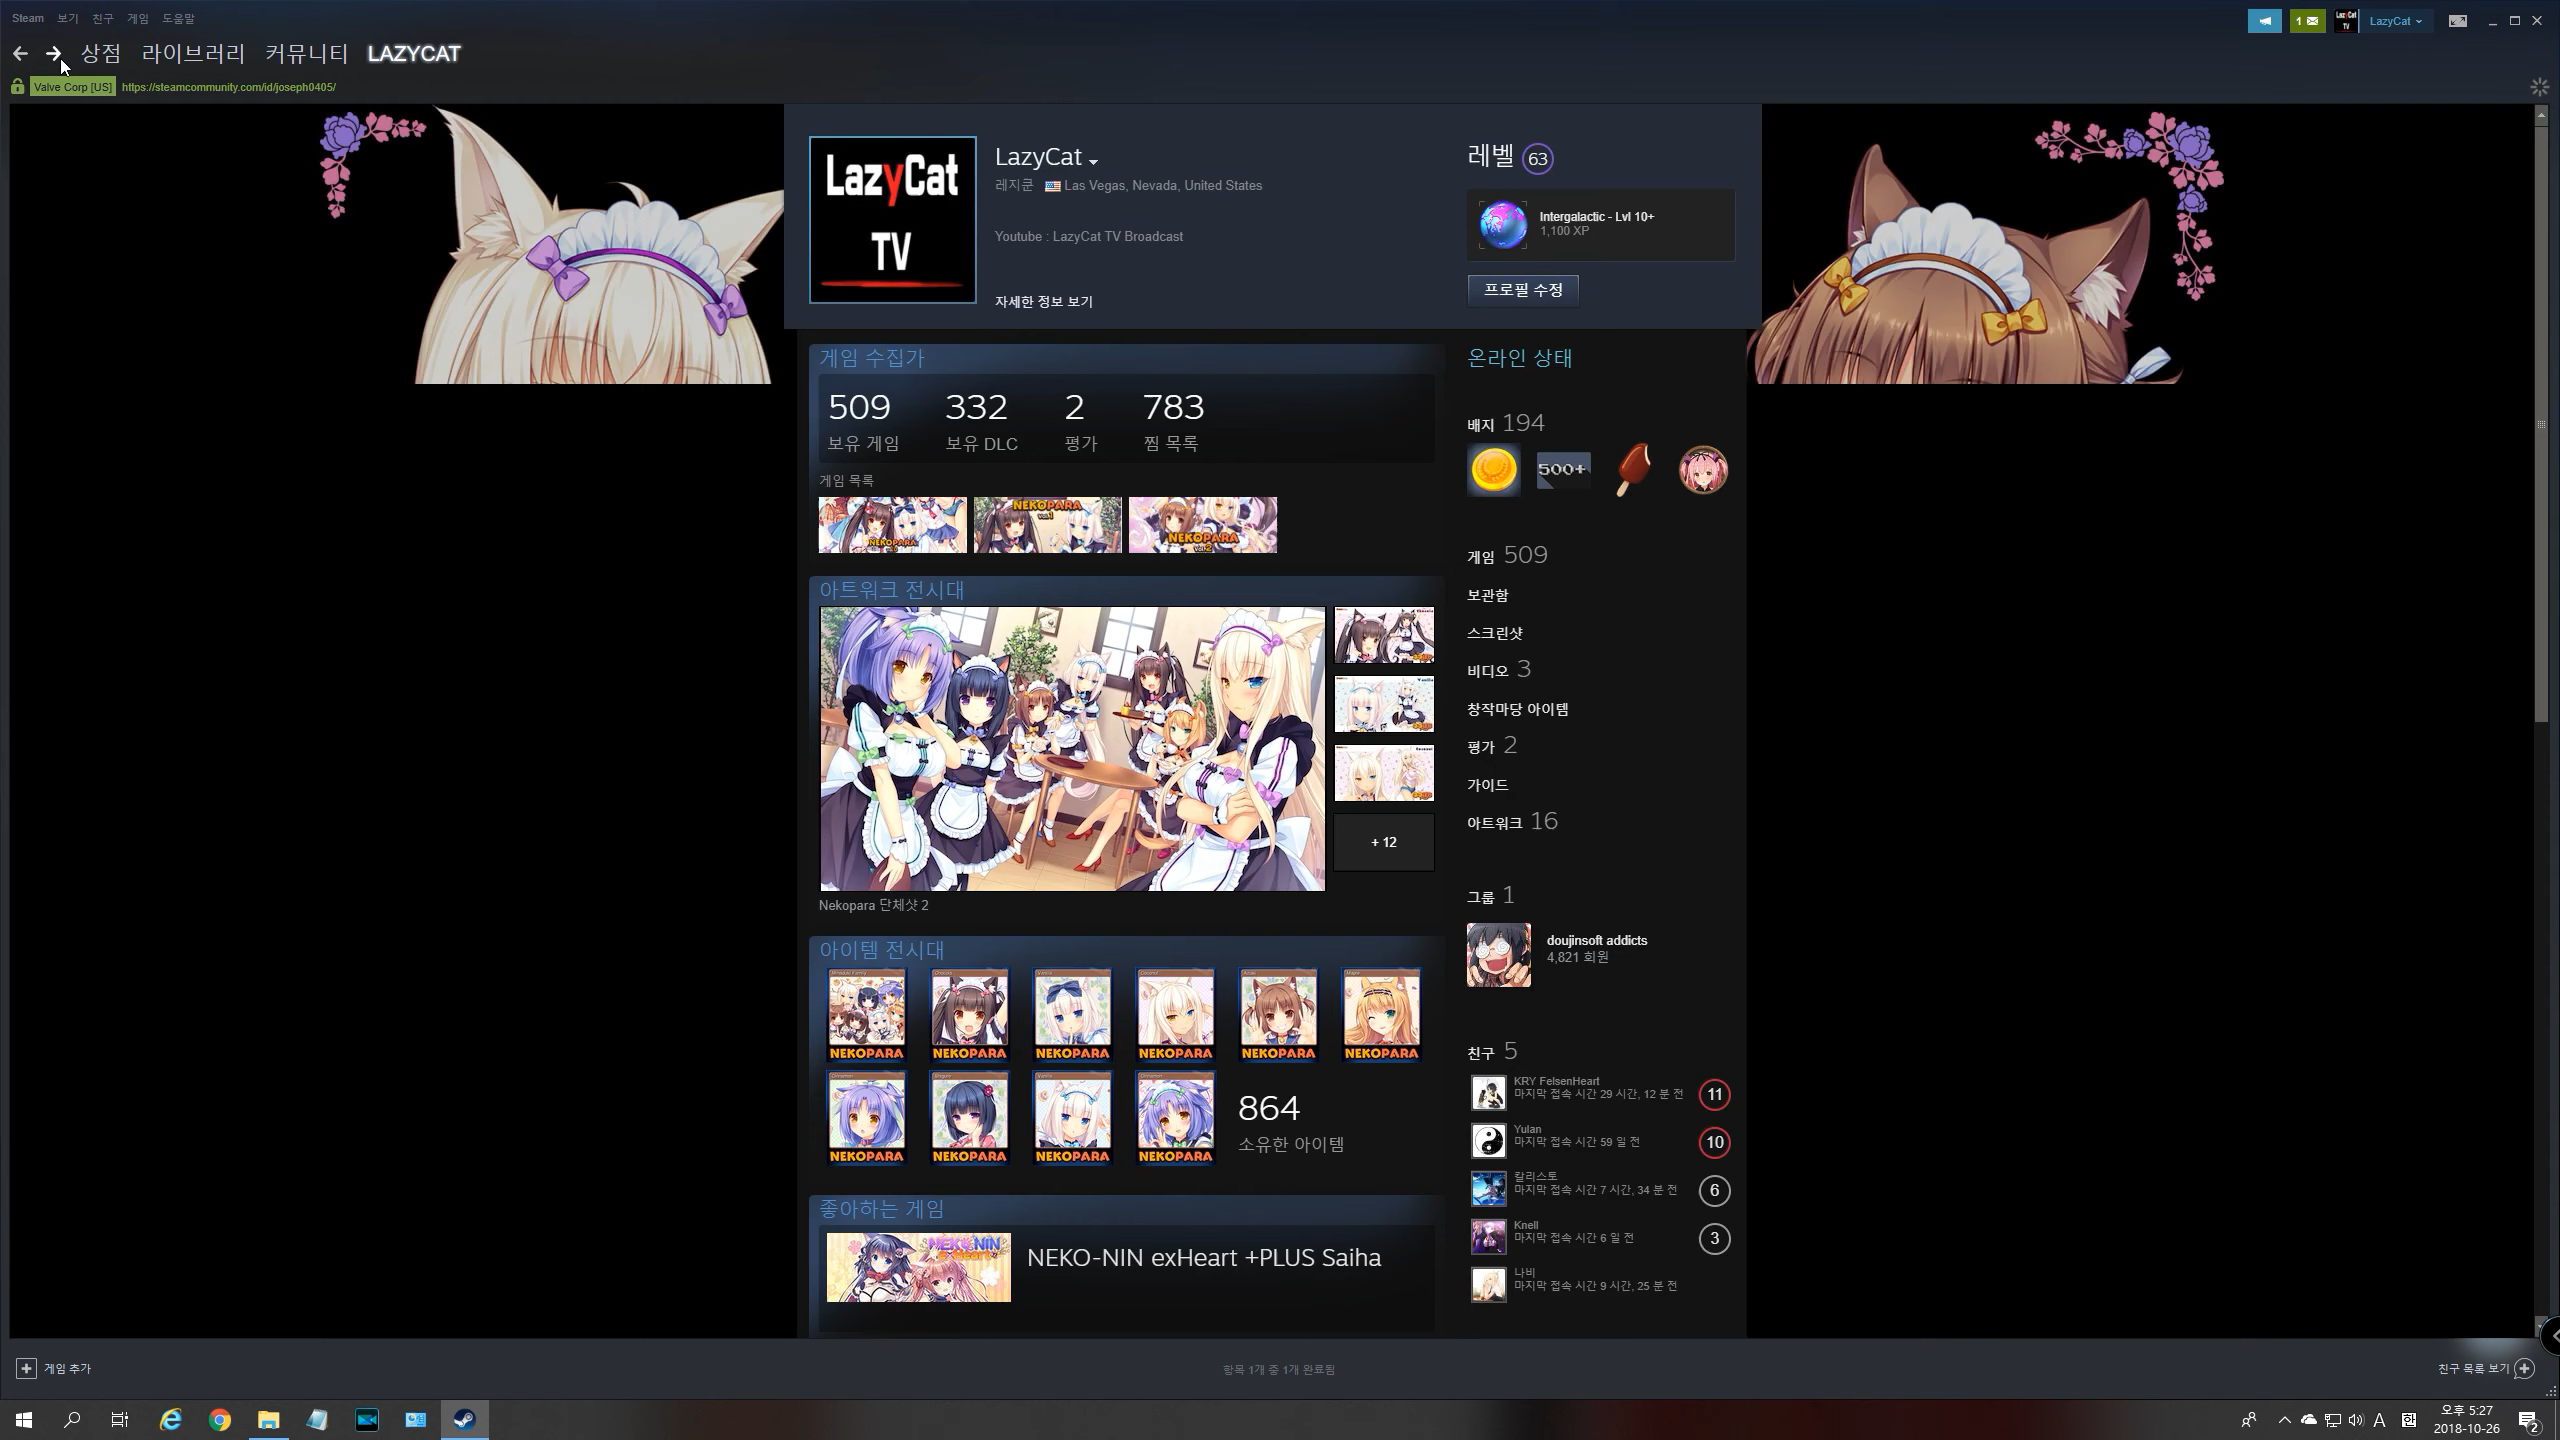 Steam 보기 친구 게임 도움말
1
LazyCat
상점 라이브러리 커뮤니티 LAZYCAT
Valve Corp [US] https://steamcommunity.com/id/joseph0405/
LazyCat
TV
LazyCat
레지쿤 Las Vegas, Nevada, United States
Youtube : LazyCat TV Broadcast
자세한 정보 보기
레벨 63
Intergalactic - Lvl 10+
1,100 XP
프로필 수정
게임 수집가
509
332
2
783
보유 게임
보유 DLC
평가
찜 목록
게임 목록
NEKOPARA
NEKOPARA
vol.1
NEKOPARA
vol.2
아트워크 전시대
+ 12
Nekopara 단체샷 2
아이템 전시대
NEKOPARA
NEKOPARA
NEKOPARA
NEKOPARA
NEKOPARA
NEKOPARA
NEKOPARA
NEKOPARA
NEKOPARA
NEKOPARA
864
소유한 아이템
좋아하는 게임
NEKO-NIN exHeart +PLUS Saiha
온라인 상태
배지 194
500+
게임 509
보관함
스크린샷
비디오 3
창작마당 아이템
평가 2
가이드
아트워크 16
그룹 1
doujinsoft addicts
4,821 회원
친구 5
KRY FelsenHeart
마지막 접속 시간 29 시간, 12 분 전
11
Yulan
마지막 접속 시간 59 일 전
10
칼리스토
마지막 접속 시간 7 시간, 34 분 전
6
Knell
마지막 접속 시간 6 일 전
3
나비
마지막 접속 시간 9 시간, 25 분 전
게임 추가
항목 1개 중 1개 완료됨
친구 목록 보기
A
오후 5:27
2018-10-26
2